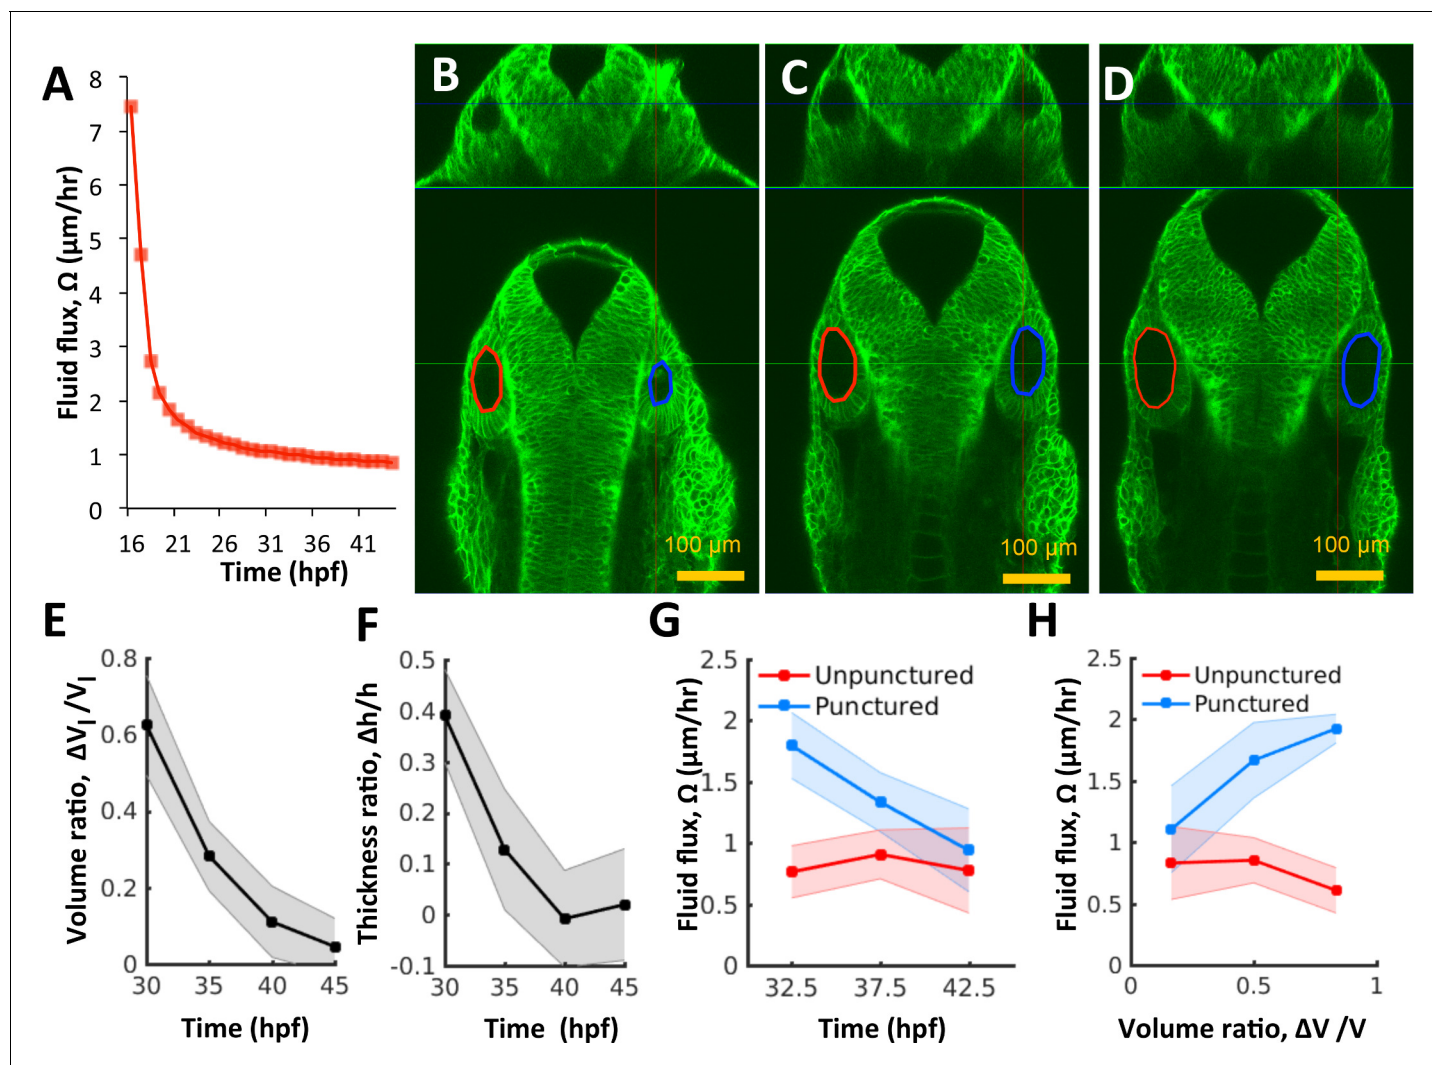 A
B
C
D
Fluid flux, Ω (μm/hr)
8
7
6
5
4
3
2
1
0
16 21 26 31 36 41
Time (hpf)
100 μm
100 μm
100 μm
E
Volume ratio, ΔVl/Vl
0.8
0.6
0.4
0.2
0
30 35 40 45
Time (hpf)
F
Thickness ratio, Δh/h
0.5
0.4
0.3
0.2
0.1
0
-0.1
30 35 40 45
Time (hpf)
G
Fluid flux, Ω (μm/hr)
2.5
2
1.5
1
0.5
0
Unpunctured
Punctured
32.5 37.5 42.5
Time (hpf)
H
Fluid flux, Ω (μm/hr)
2.5
2
1.5
1
0.5
0
Unpunctured
Punctured
0 0.5 1
Volume ratio, ΔV /V